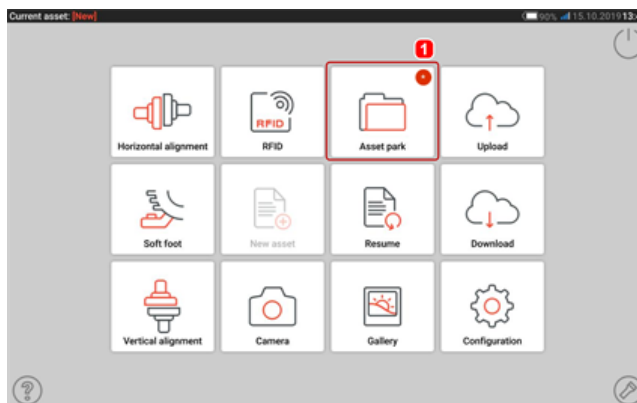 Current asset: [New]
90% 15.10.2019 13:
1
Horizontal alignment
RFID
RFID
Asset park
Upload
Soft foot
New asset
Resume
Download
Vertical alignment
Camera
Gallery
Configuration
?